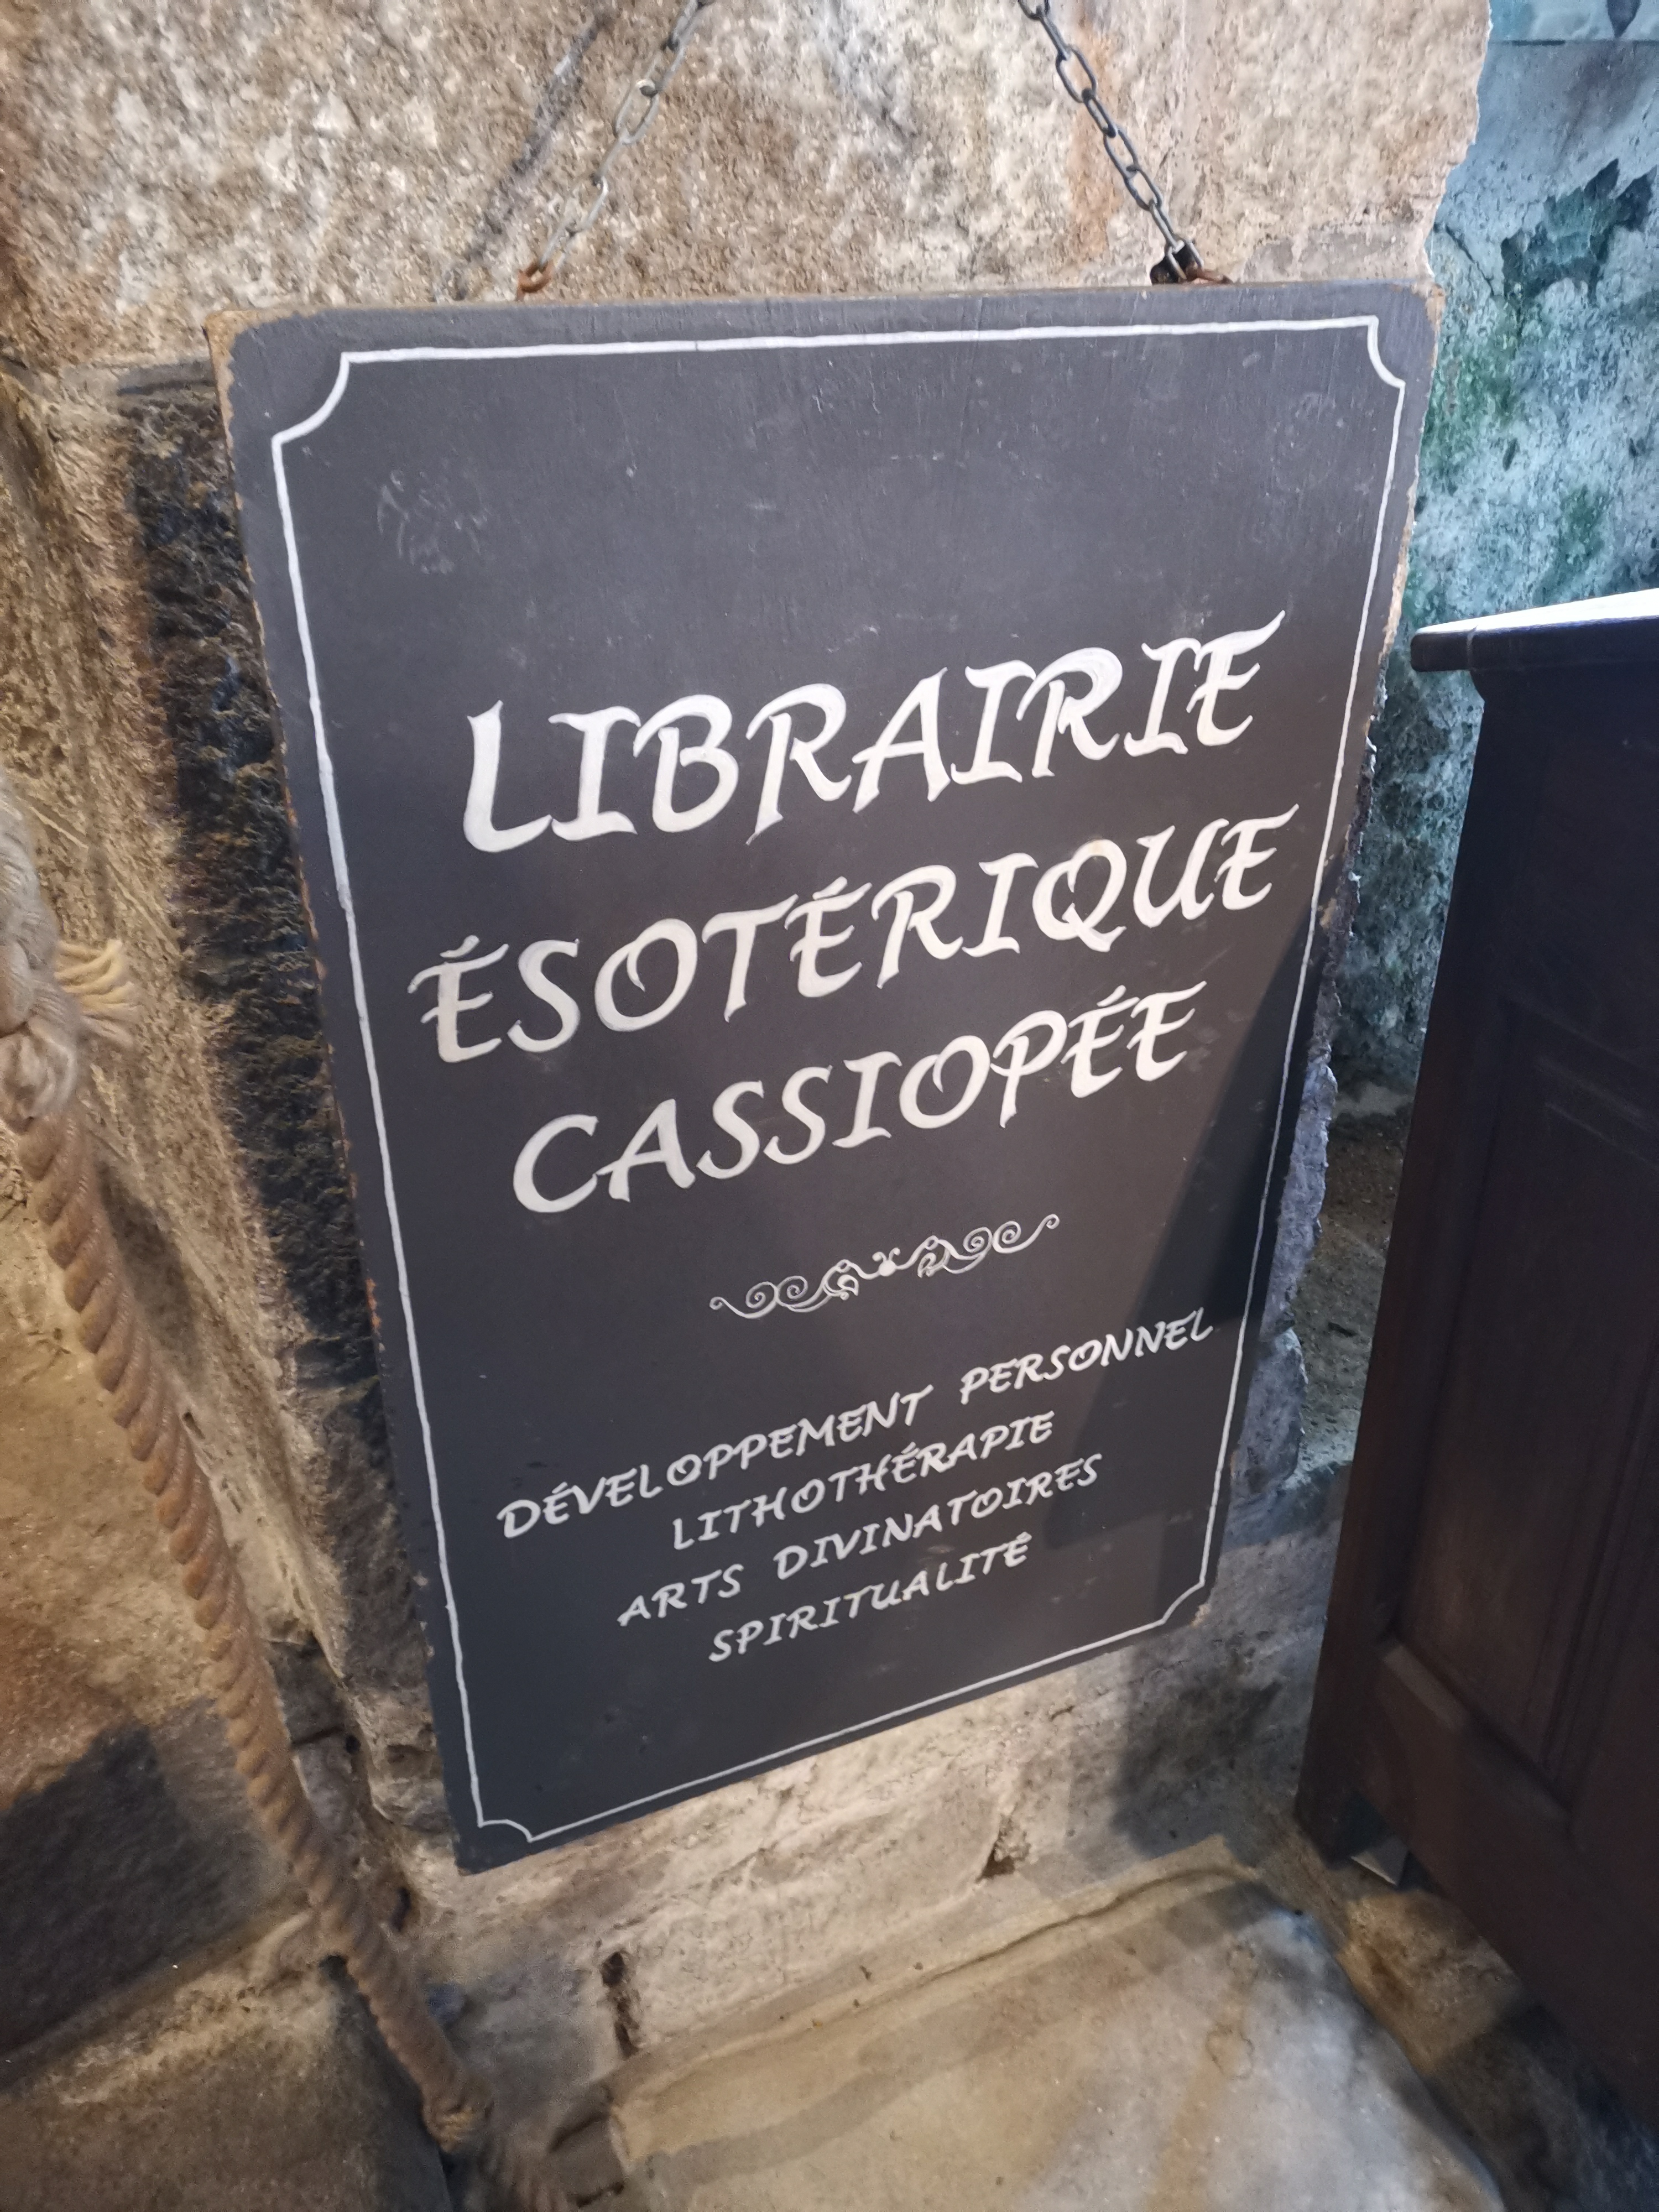 LIBRAIRIE
ÉSOTÉRIQUE
CASSIOPÉE
DÉVELOPPEMENT PERSONNEL
LITHOTHÉRAPIE
ARTS DIVINATOIRES
SPIRITUALITÉ